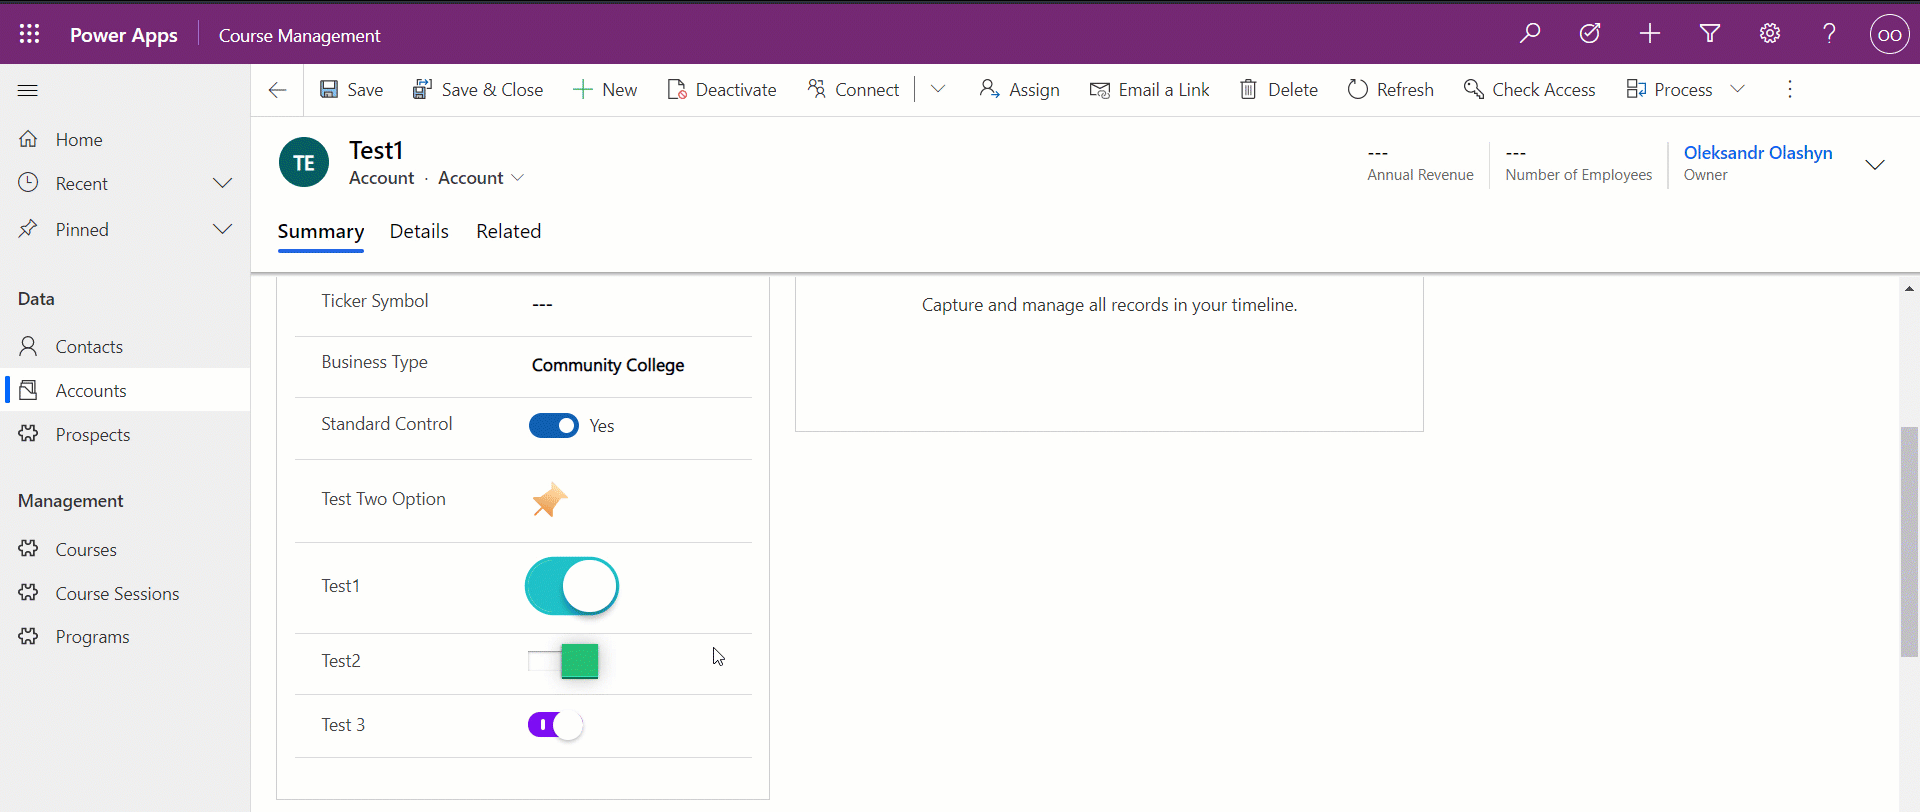 Power Apps Course Management OO
Save Save & Close New Deactivate Connect Assign Email a Link Delete Refresh Check Access Process
Home
Recent
Pinned
Data
Contacts
Accounts
Prospects
Management
Courses
Course Sessions
Programs
TE
Test1
Account · Account
--- 
Annual Revenue
---
Number of Employees
Oleksandr Olashyn
Owner
Summary Details Related
Ticker Symbol ---
Business Type Community College
Standard Control Yes
Test Two Option
Test1
Test2
Test 3
Capture and manage all records in your timeline.